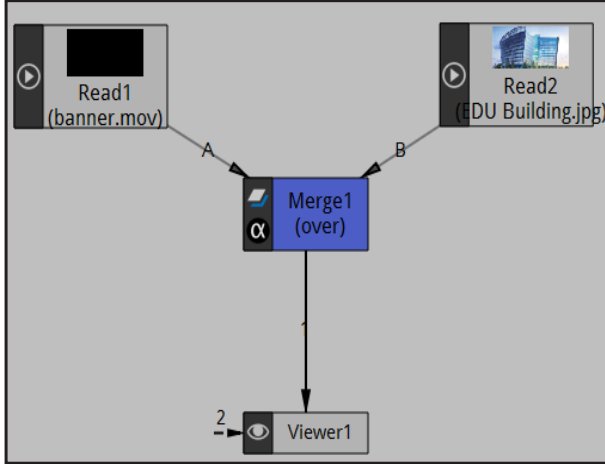 Read1
(banner.mov)
Read2
(EDU Building.jpg)
A
B
Merge1
(over)
α
1
2
Viewer1